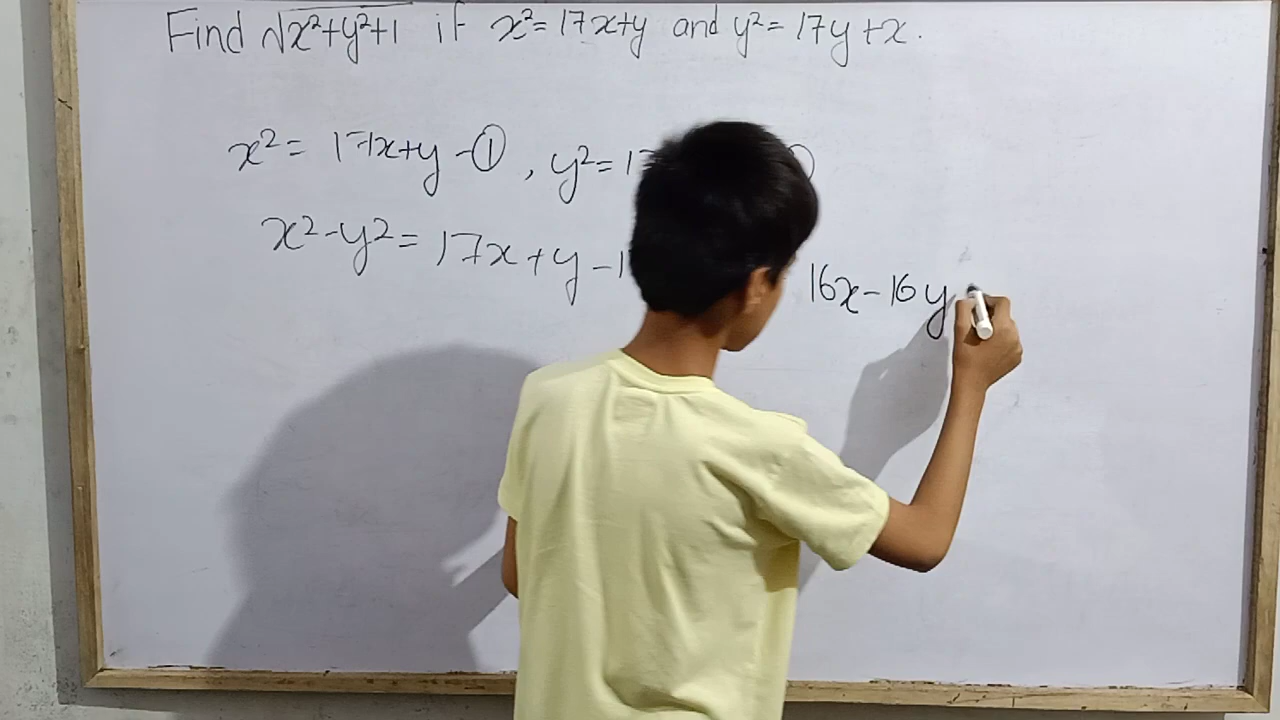 Find √x²+y²+1 if x²=17x+y and y²=17y+x.
x²= 17x+y -①, y²=
x²-y²= 17x+y-1 16x-16y